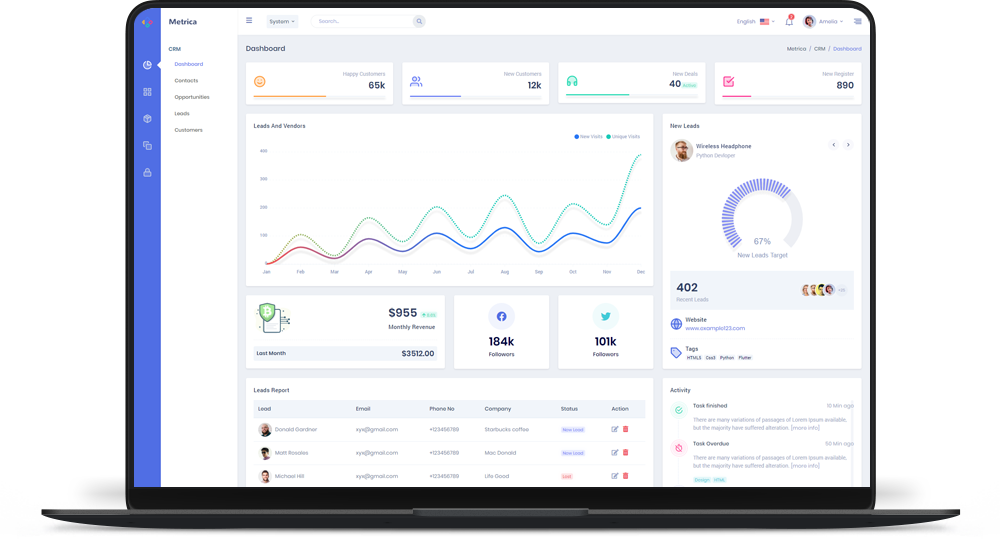 Metrica
System
Search...
English
2
Amelia
CRM
Dashboard
Contacts
Opportunities
Leads
Customers
Dashboard
Metrica / CRM / Dashboard
Happy Customers
65k
New Customers
12k
New Deals
40 Active
New Register
890
Leads And Vendors
New Visits Unique Visits
400
300
200
100
0
Jan Feb Mar Apr May Jun Jul Aug Sep Oct Nov Dec
New Leads
Wireless Headphone
Python Devloper
67%
New Leads Target
402
Recent Leads
Website
www.example123.com
Tags
HTML5 CSS3 Python Flutter
$955
Monthly Revenue
Last Month $3512.00
184k
Followers
101k
Followers
Leads Report
Lead Email Phone No Company Status Action
Donald Gardner xyx@gmail.com +123456789 Starbucks coffee New Lead
Matt Rosales xyx@gmail.com +123456789 Mac Donald New Lead
Michael Hill xyx@gmail.com +123456789 Life Good. Lost
Activity
Task finished 10 Min ago
There are many variations of passages of Lorem Ipsum available,
but the majority have suffered alteration. [more info]
Task Overdue 50 Min ago
There are many variations of passages of Lorem Ipsum available,
but the majority have suffered alteration. [more info]
Design HTML